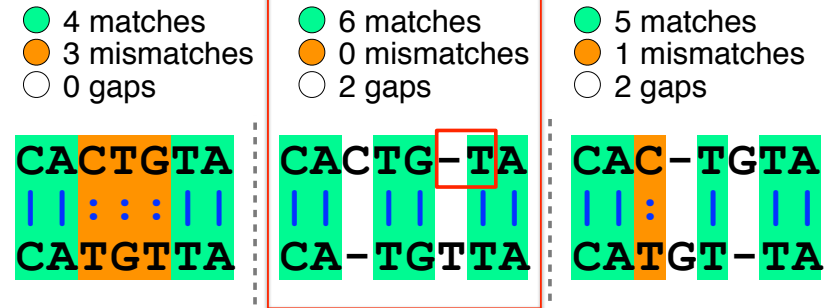 4 matches
3 mismatches
0 gaps
CACTGTA
||:::||
CATGTTA
6 matches
0 mismatches
2 gaps
CACTG-TA
|| || ||
CA-TGTTA
5 matches
1 mismatches
2 gaps
CAC-TGTA
||: | ||
CATGT-TA